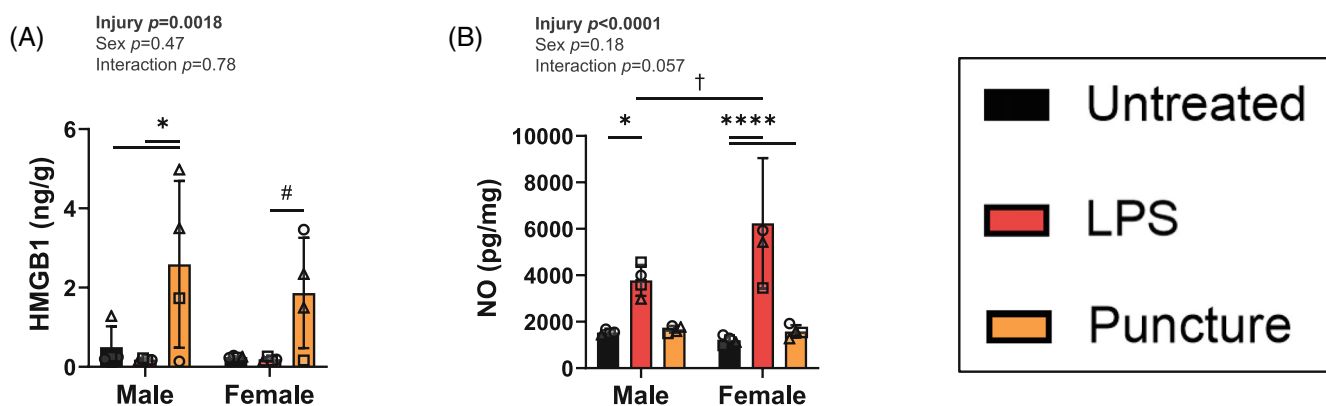 (A)
Injury p=0.0018
Sex p=0.47
Interaction p=0.78
*
#
HMGB1 (ng/g)
6
4
2
0
Male Female
(B)
Injury p<0.0001
Sex p=0.18
Interaction p=0.057
†
* ****
NO (pg/mg)
10000
8000
6000
4000
2000
0
Male Female
Untreated
LPS
Puncture